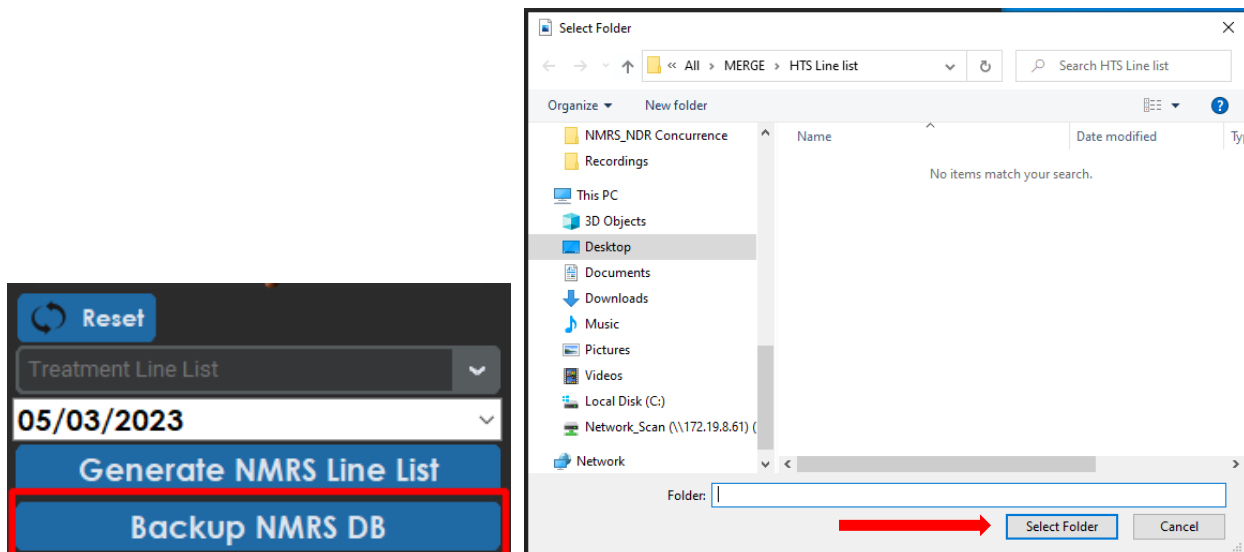 Reset
Treatment Line List
05/03/2023
Generate NMRS Line List
Backup NMRS DB
Select Folder
« All > MERGE > HTS Line list
Search HTS Line list
Organize
New folder
NMRS_NDR Concurrence
Recordings
This PC
3D Objects
Desktop
Documents
Downloads
Music
Pictures
Videos
Local Disk (C:)
Network_Scan (\\172.19.8.61) (
Network
Name
Date modified
Ty
No items match your search.
Folder:
Select Folder
Cancel